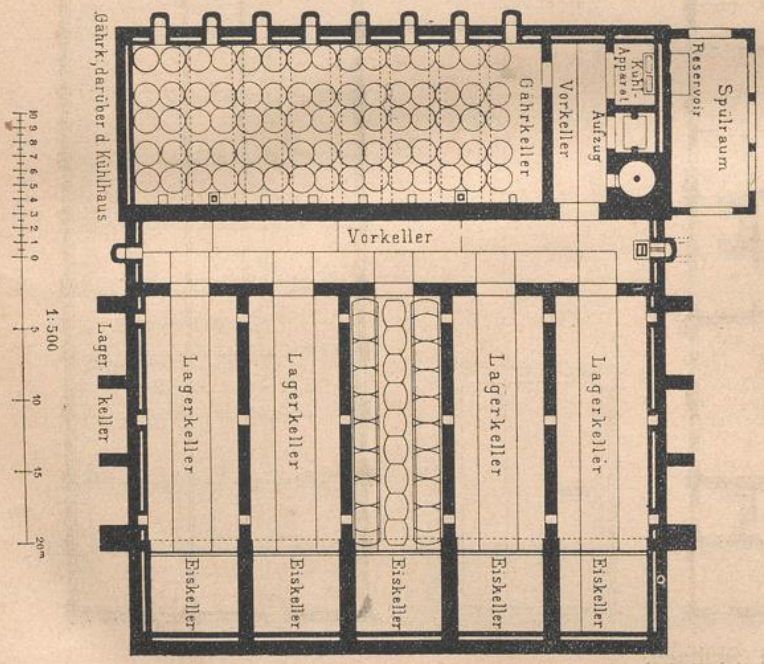 Gährk., darüber d. Kühlhaus
Lager keller
1:500
10 9 8 7 6 5 4 3 2 1 0 5 10 15 20 m
Gährkeller
Vorkeller
Kühl-
Apparat
Aufzug
Reservoir
Spülraum
Vorkeller
Lagerkeller
Lagerkeller
Lagerkeller
Lagerkeller
Eiskeller
Eiskeller
Eiskeller
Eiskeller
Eiskeller